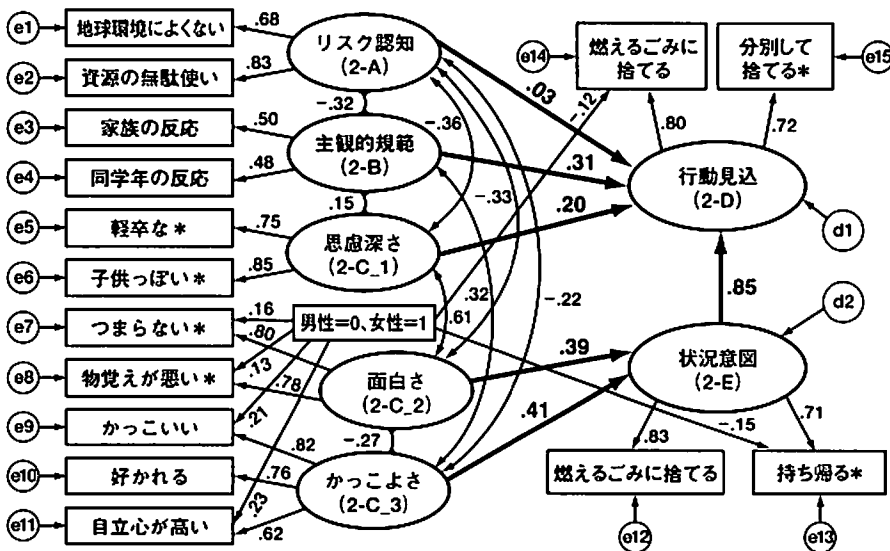 e1
地球環境によくない
.68
リスク認知
(2-A)
e2
資源の無駄使い
.83
-.32
e3
家族の反応
.50
主観的規範
(2-B)
e4
同学年の反応
.48
.15
e5
軽卒な*
.75
思慮深さ
(2-C_1)
e6
子供っぽい*
.85
e7
つまらない*
.16
.80
男性=0、女性=1
e8
物覚えが悪い*
.13
.78
面白さ
(2-C_2)
e9
かっこいい
.21
.82
-.27
e10
好かれる
.76
かっこよさ
(2-C_3)
e11
自立心が高い
.23
.62
-.36
-.33
.32
.61
-.22
.03
.31
.20
-.12
.39
.41
-.15
e14
燃えるごみに
捨てる
分別して
捨てる*
e15
.80
.72
行動見込
(2-D)
d1
.85
d2
状況意図
(2-E)
.83
.71
燃えるごみに捨てる
持ち帰る*
e12
e13